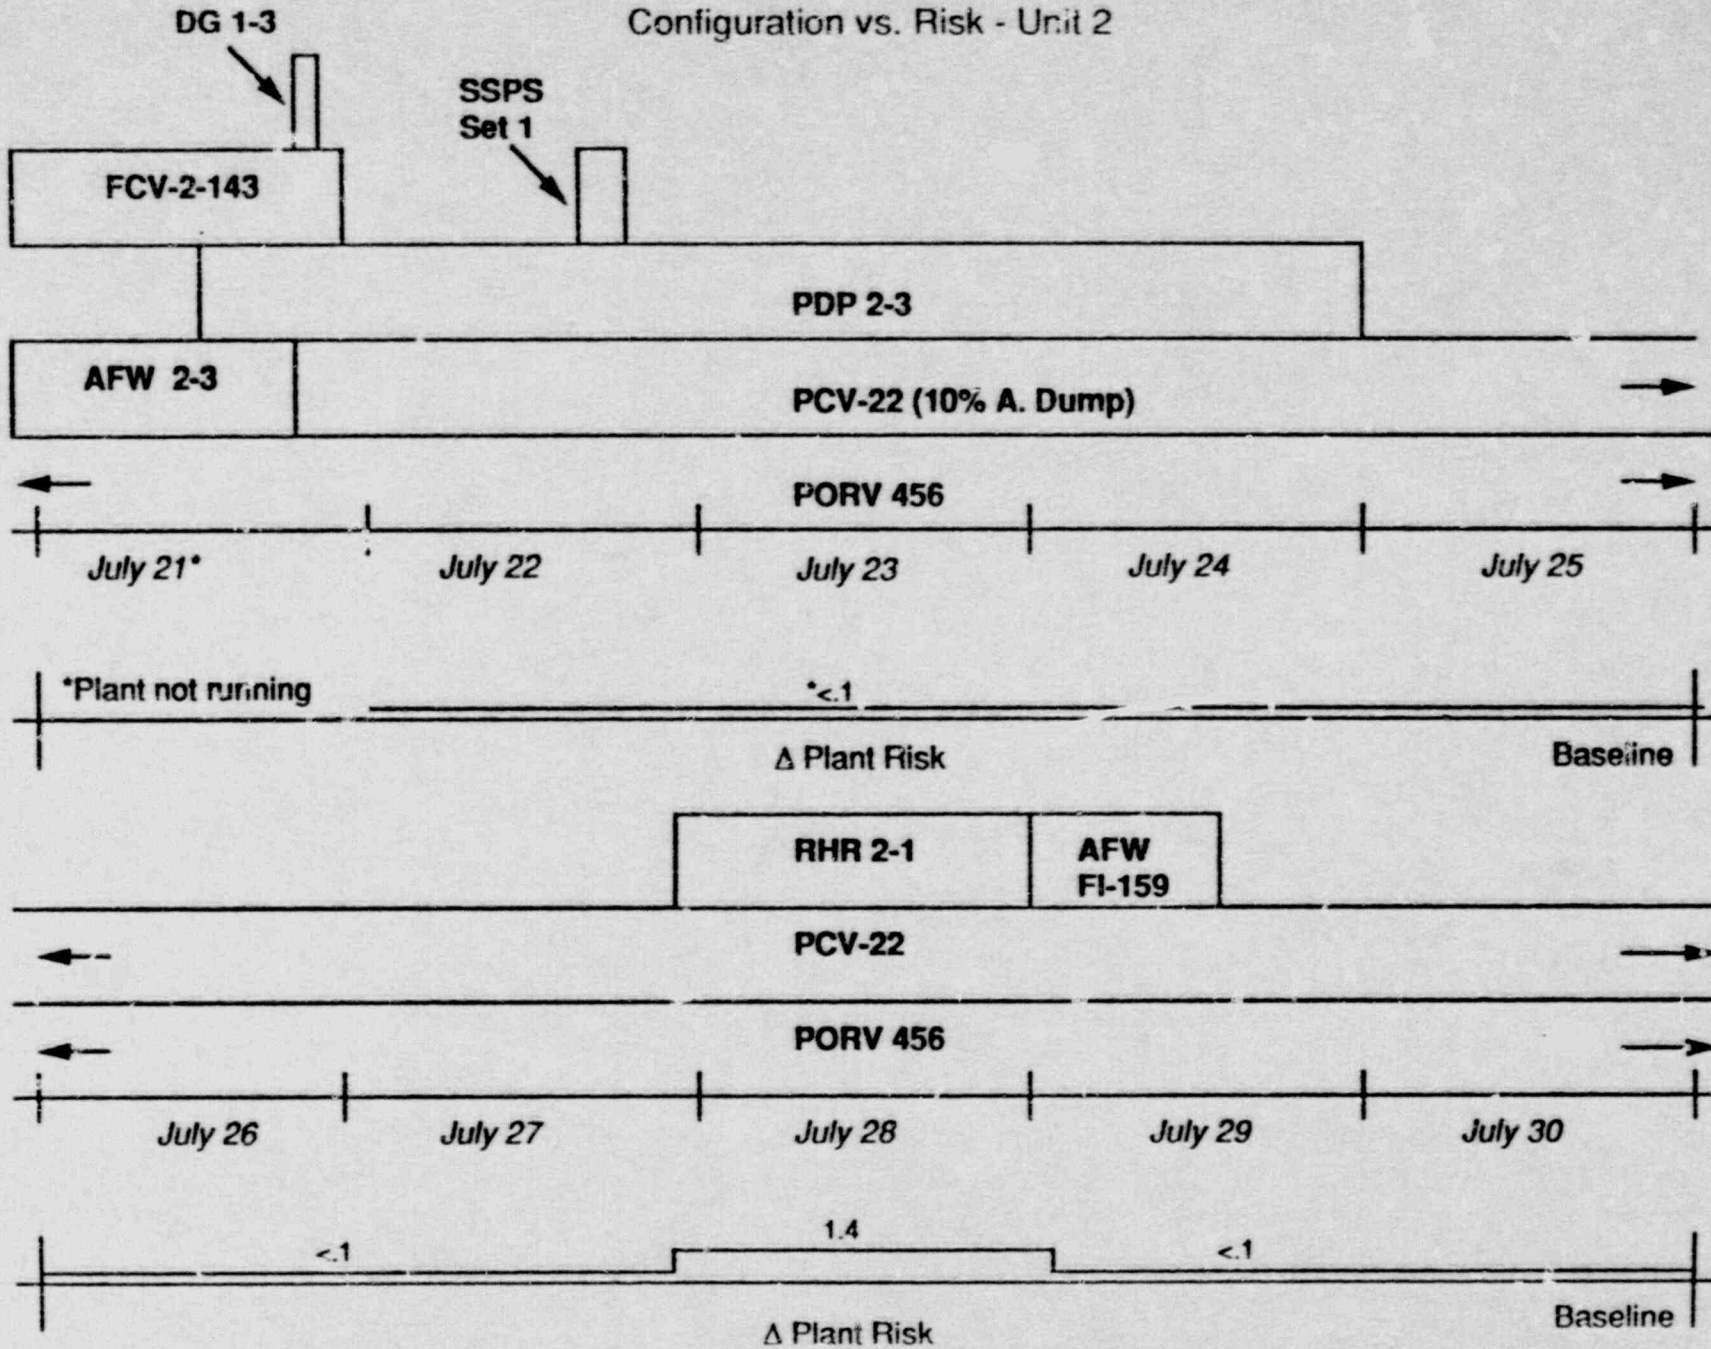 Configuration vs. Risk - Unit 2
DG 1-3
SSPS
Set 1
FCV-2-143
PDP 2-3
AFW 2-3
PCV-22 (10% A. Dump)
PORV 456
July 21*
July 22
July 23
July 24
July 25
*Plant not running
*<.1
Δ Plant Risk
Baseline
RHR 2-1
AFW
FI-159
PCV-22
PORV 456
July 26
July 27
July 28
July 29
July 30
<.1
1.4
<.1
Δ Plant Risk
Baseline